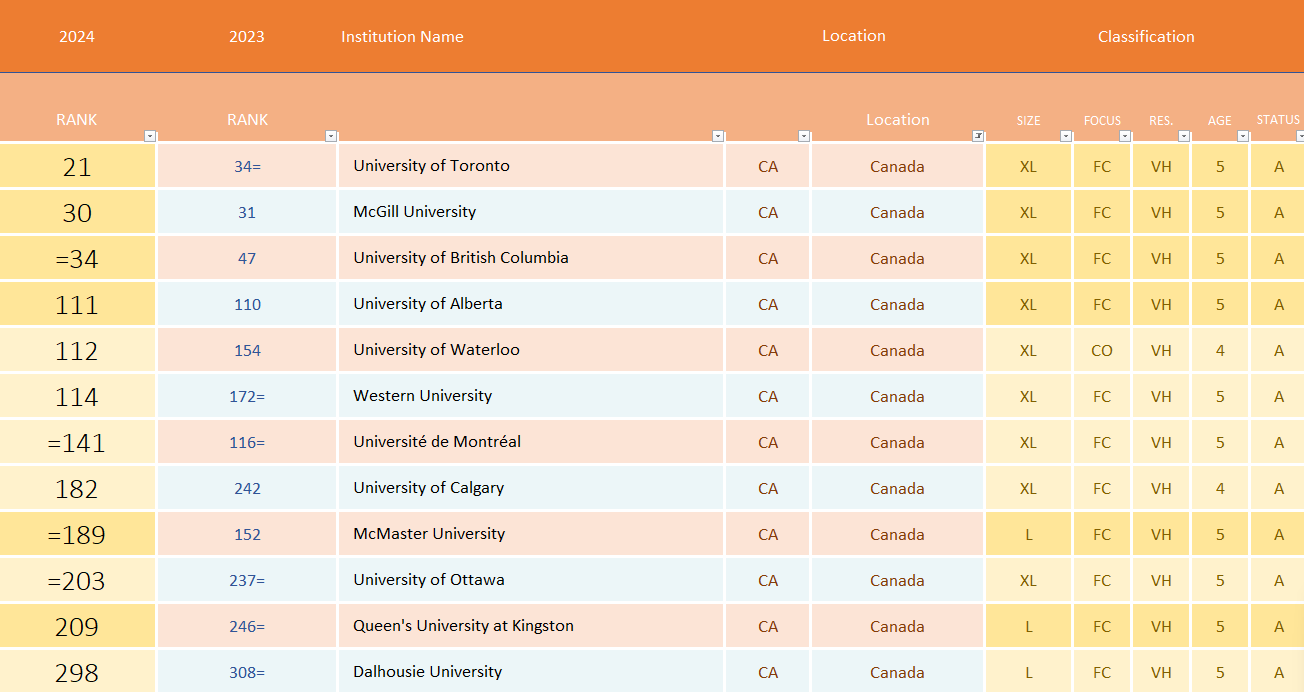 2024 2023 Institution Name Location Classification
RANK RANK Location SIZE FOCUS RES. AGE STATUS
21 34= University of Toronto CA Canada XL FC VH 5 A
30 31 McGill University CA Canada XL FC VH 5 A
=34 47 University of British Columbia CA Canada XL FC VH 5 A
111 110 University of Alberta CA Canada XL FC VH 5 A
112 154 University of Waterloo CA Canada XL CO VH 4 A
114 172= Western University CA Canada XL FC VH 5 A
=141 116= Université de Montréal CA Canada XL FC VH 5 A
182 242 University of Calgary CA Canada XL FC VH 4 A
=189 152 McMaster University CA Canada L FC VH 5 A
=203 237= University of Ottawa CA Canada XL FC VH 5 A
209 246= Queen's University at Kingston CA Canada L FC VH 5 A
298 308= Dalhousie University CA Canada L FC VH 5 A